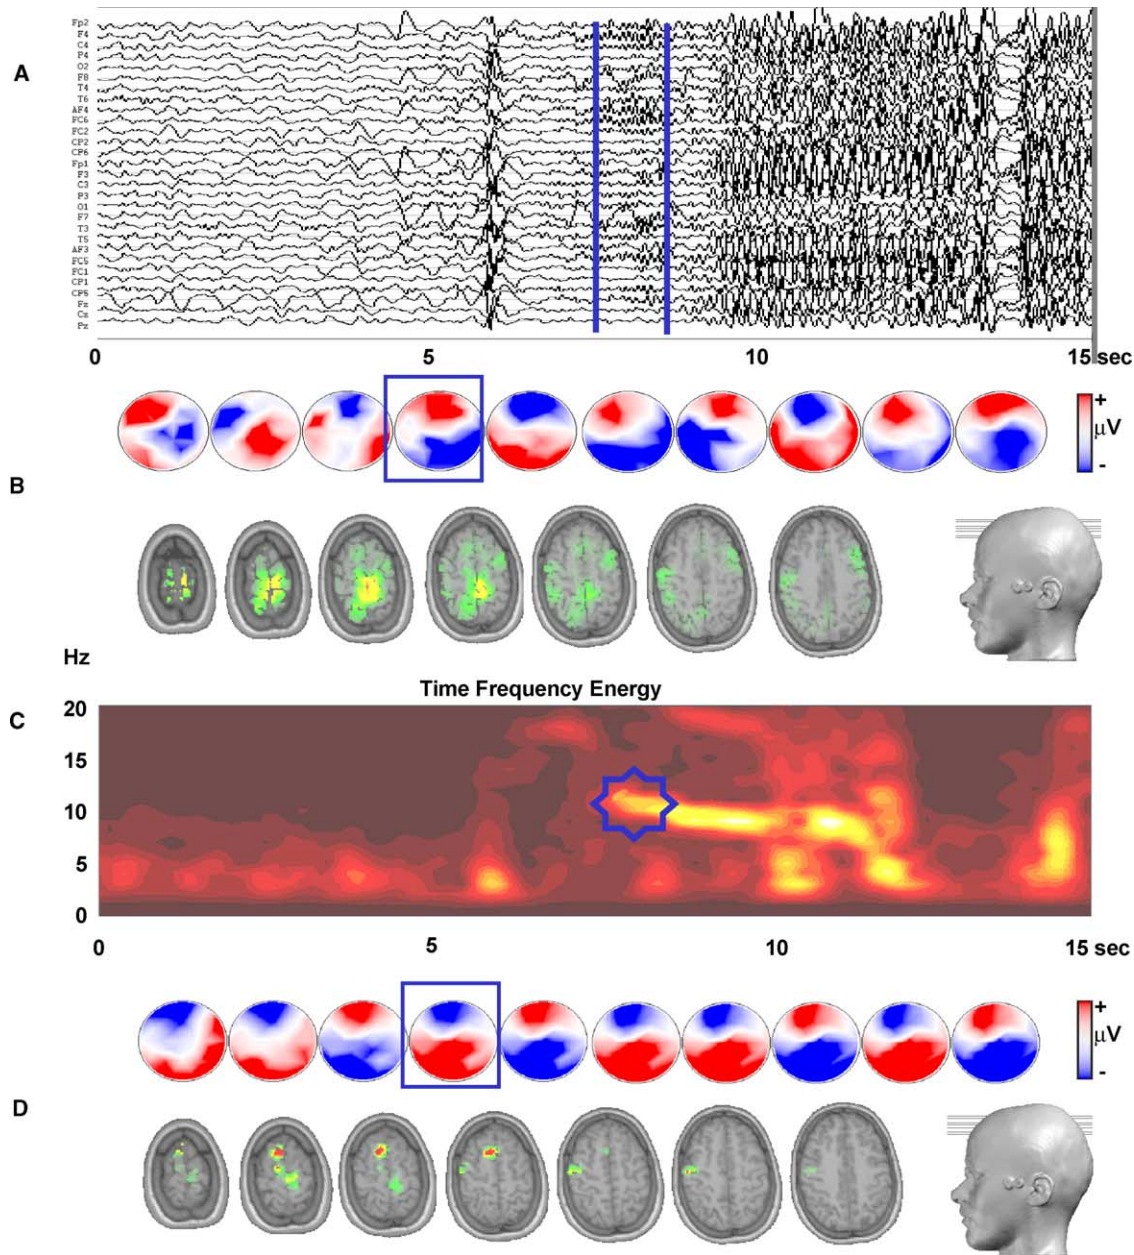 A
Fp2
F4
C4
P4
O2
F8
T4
T6
AF4
FC6
FC2
CP2
CP6
Fp1
F3
C3
P3
O1
F7
T3
T5
AF3
FC5
FC1
CP1
CP5
Fz
Cz
Pz
0 5 10 15 sec
+
µV
-
B
Hz
Time Frequency Energy
C
20
15
10
5
0
0 5 10 15 sec
+
µV
-
D